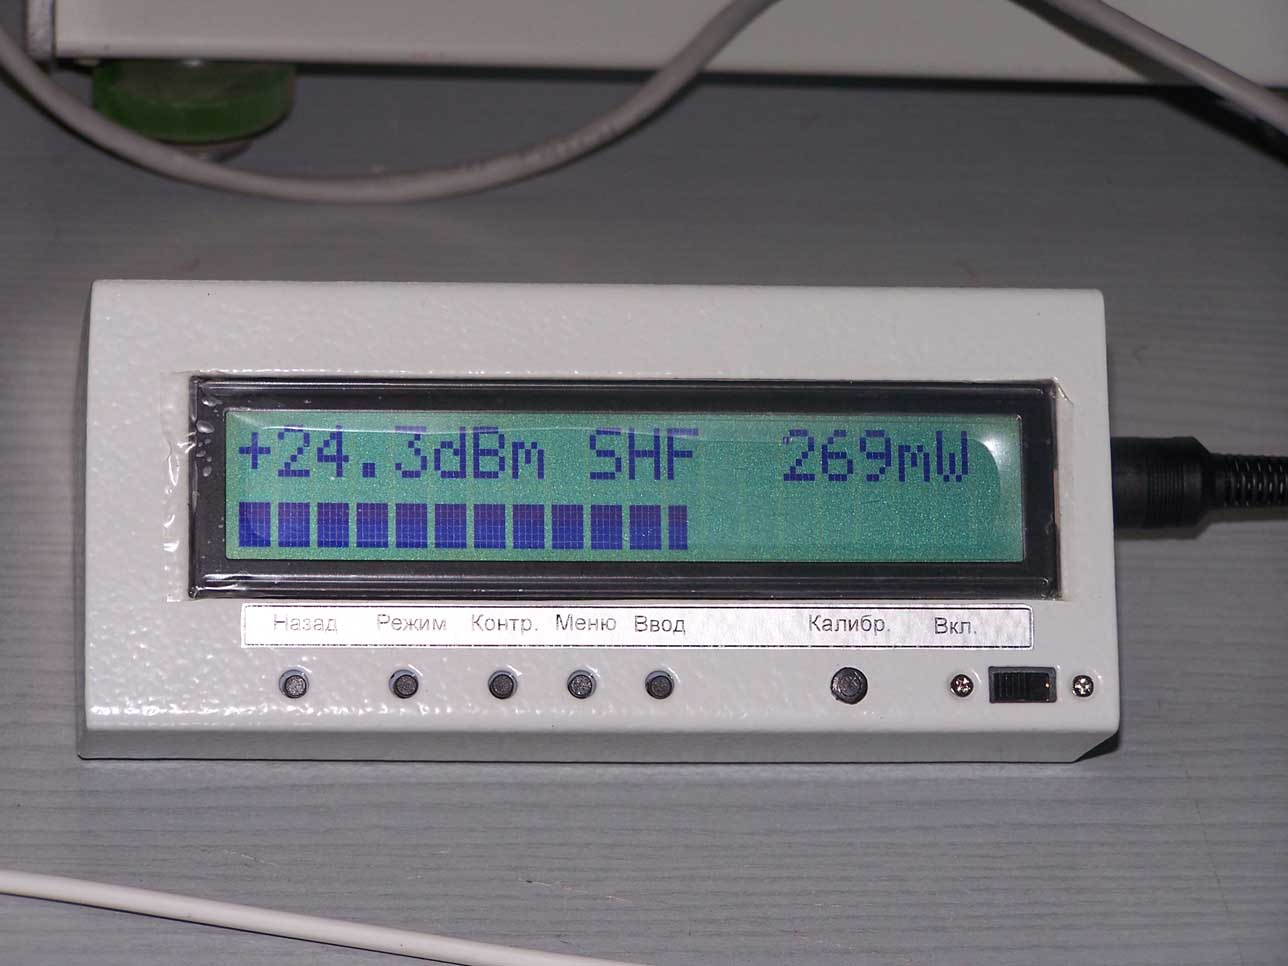 +24.3dBm SHF 269mW
Назад Режим Контр. Меню Ввод Калибр. Вкл.